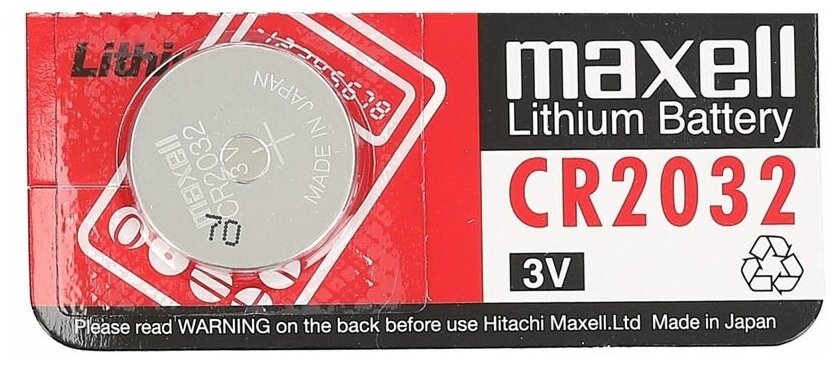 Lithi
12345678
maxell
CR2032
3V
+
MADE IN JAPAN
70
maxell
Lithium Battery
CR2032
3V
Please read WARNING on the back before use Hitachi Maxell.Ltd Made in Japan